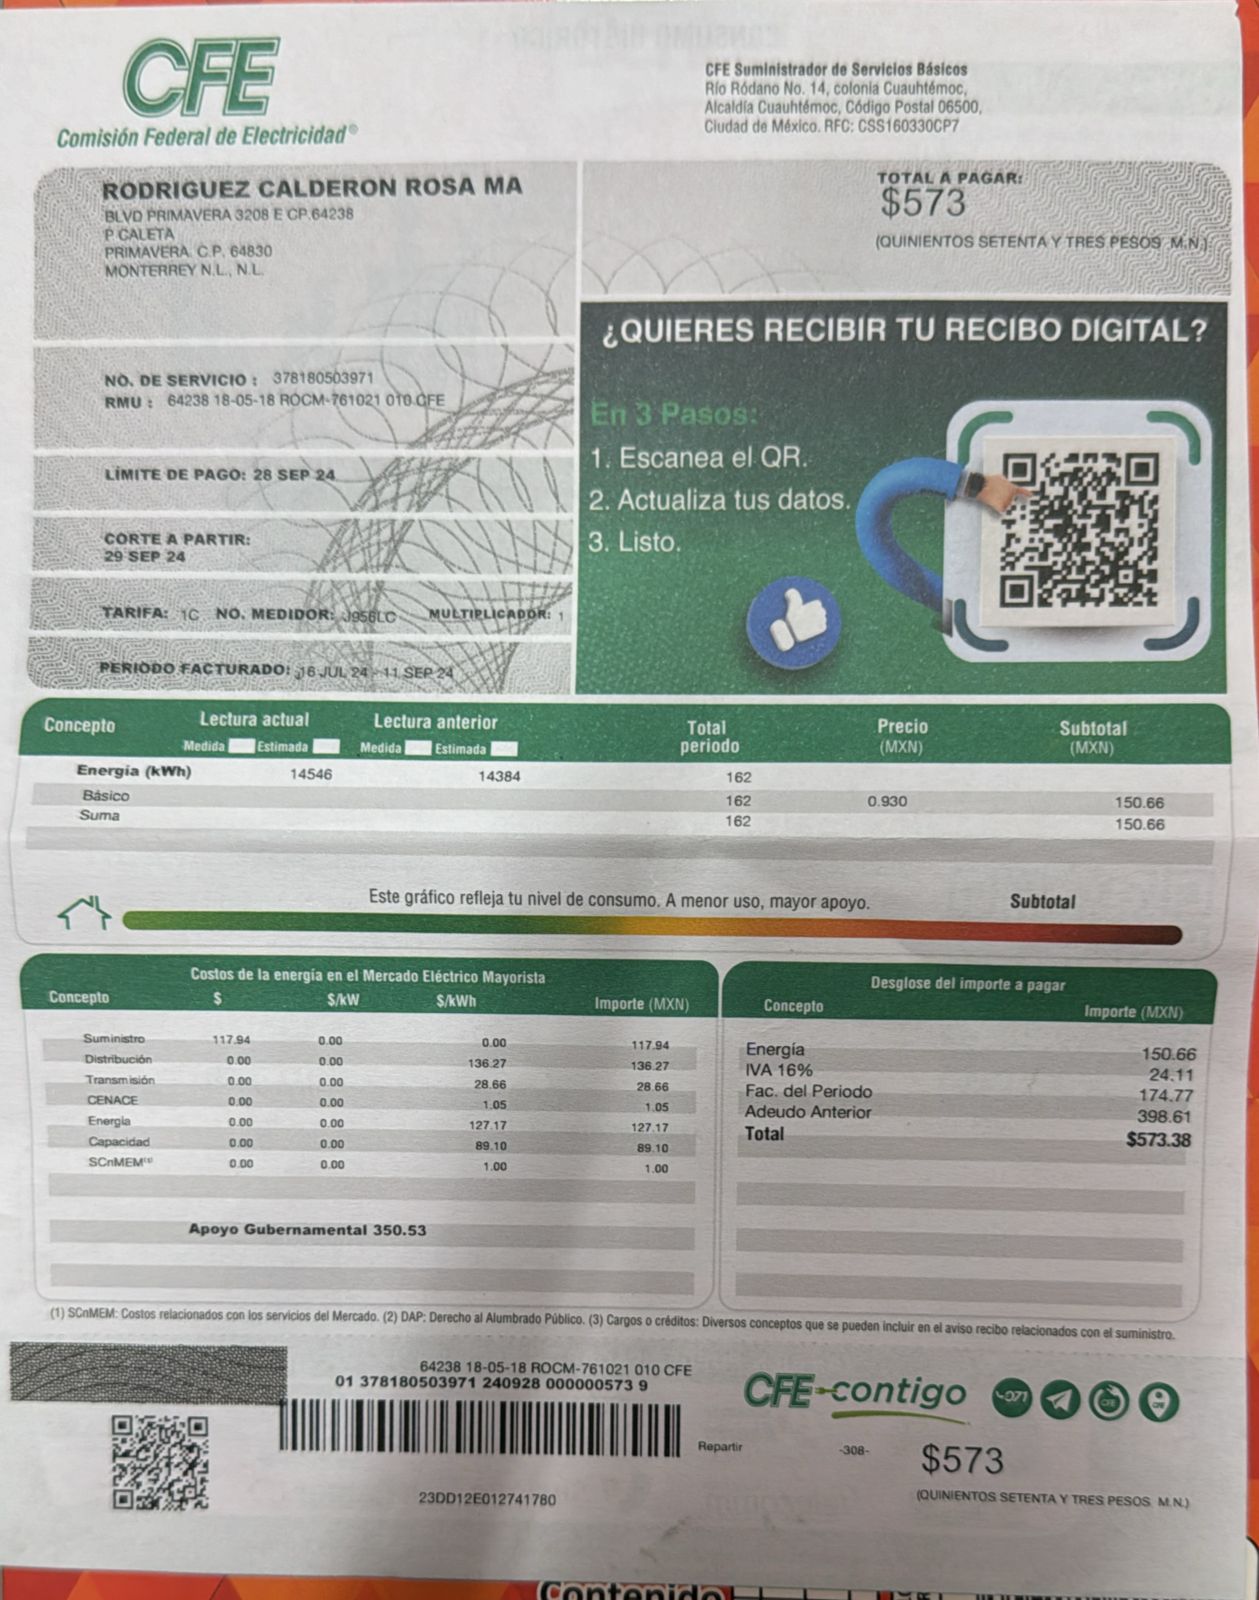 CFE
Comisión Federal de Electricidad®
CFE Suministrador de Servicios Básicos
Río Ródano No. 14, colonia Cuauhtémoc,
Alcaldía Cuauhtémoc, Código Postal 06500,
Ciudad de México. RFC: CSS160330CP7
RODRIGUEZ CALDERON ROSA MA
BLVD PRIMAVERA 3208 E CP.64238
P CALETA
PRIMAVERA. C.P. 64830
MONTERREY N.L., N.L.
TOTAL A PAGAR:
$573
(QUINIENTOS SETENTA Y TRES PESOS M.N.)
NO. DE SERVICIO : 378180503971
RMU : 64238 18-05-18 ROCM-761021 010 CFE
LÍMITE DE PAGO: 28 SEP 24
CORTE A PARTIR:
29 SEP 24
TARIFA: 1C NO. MEDIDOR: J956LC MULTIPLICADOR: 1
PERIODO FACTURADO: 16 JUL 24 - 11 SEP 24
¿QUIERES RECIBIR TU RECIBO DIGITAL?
En 3 Pasos:
1. Escanea el QR.
2. Actualiza tus datos.
3. Listo.
Concepto Lectura actual Lectura anterior Total periodo Precio (MXN) Subtotal (MXN)
Medida Estimada Medida Estimada
Energía (kWh) 14546 14384 162
Básico 162 0.930 150.66
Suma 162 150.66
Este gráfico refleja tu nivel de consumo. A menor uso, mayor apoyo. Subtotal
Costos de la energía en el Mercado Eléctrico Mayorista
Concepto $ $/kW $/kWh Importe (MXN)
Suministro 117.94 0.00 0.00 117.94
Distribución 0.00 0.00 136.27 136.27
Transmisión 0.00 0.00 28.66 28.66
CENACE 0.00 0.00 1.05 1.05
Energía 0.00 0.00 127.17 127.17
Capacidad 0.00 0.00 89.10 89.10
SCnMEM(1) 0.00 0.00 1.00 1.00
Apoyo Gubernamental 350.53
Desglose del importe a pagar
Concepto Importe (MXN)
Energía 150.66
IVA 16% 24.11
Fac. del Periodo 174.77
Adeudo Anterior 398.61
Total $573.38
(1) SCnMEM: Costos relacionados con los servicios del Mercado. (2) DAP: Derecho al Alumbrado Público. (3) Cargos o créditos: Diversos conceptos que se pueden incluir en el aviso recibo relacionados con el suministro.
64238 18-05-18 ROCM-761021 010 CFE
01 378180503971 240928 000000573 9
23DD12E012741780
CFE contigo 071 CFE CFE
Repartir -308- $573
(QUINIENTOS SETENTA Y TRES PESOS M.N.)
Contenido